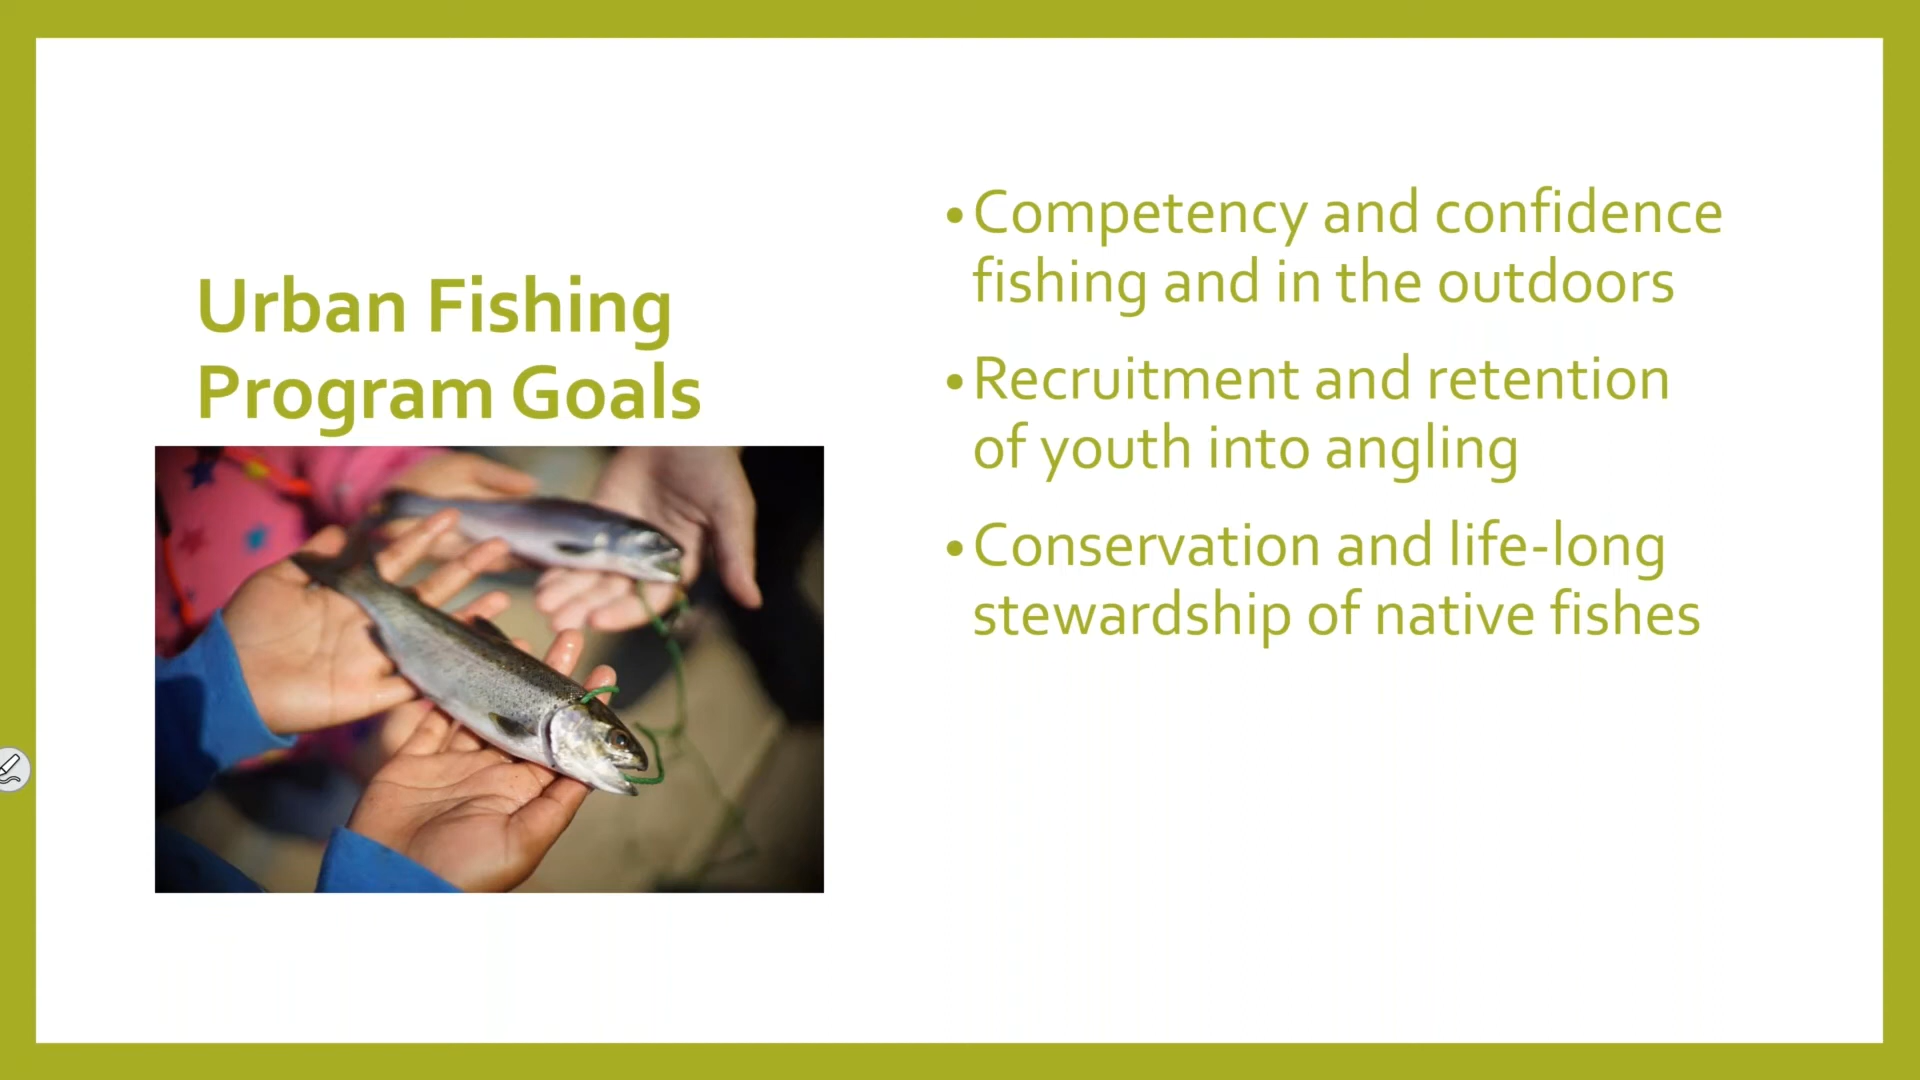 Urban Fishing
Program Goals
•Competency and confidence
fishing and in the outdoors
•Recruitment and retention
of youth into angling
•Conservation and life-long
stewardship of native fishes